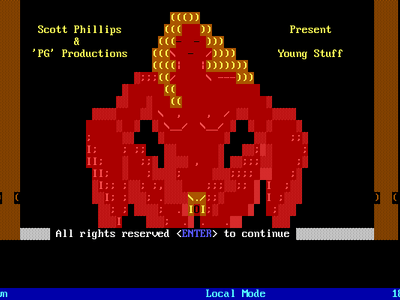 Scott Phillips Present
&
'PG' Productions Young Stuff
All rights reserved <ENTER> to continue
Local Mode